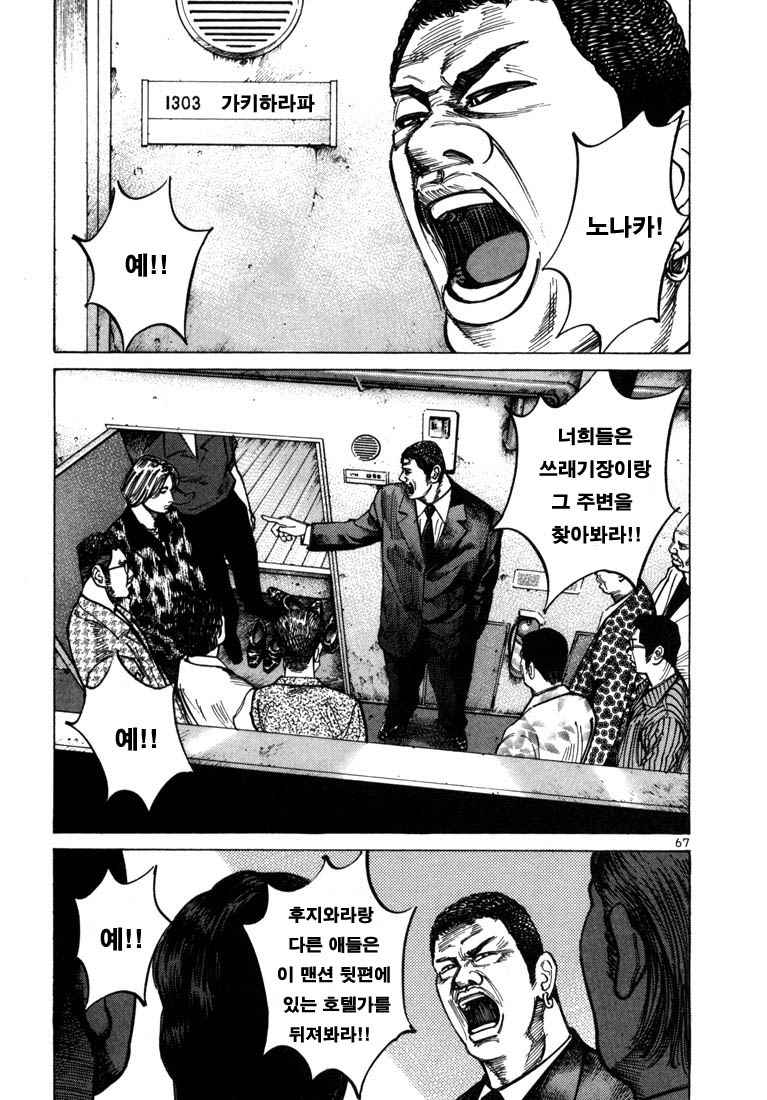 1303 가키하라파
노나카!
예!!
너희들은
쓰래기장이랑
그 주변을
찾아봐라!!
예!!
67
후지와라랑
다른 애들은
이 맨션 뒷편에
있는 호텔가를
뒤져봐라!!
예!!